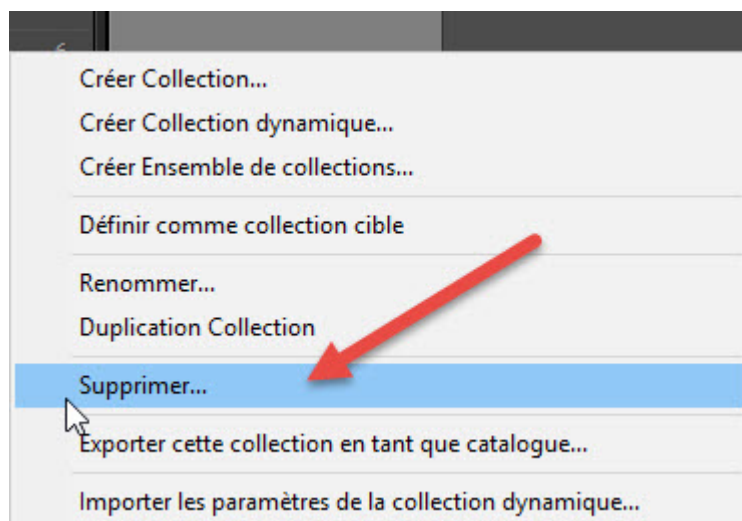 Créer Collection...
Créer Collection dynamique...
Créer Ensemble de collections...
Définir comme collection cible
Renommer...
Duplication Collection
Supprimer...
Exporter cette collection en tant que catalogue...
Importer les paramètres de la collection dynamique...